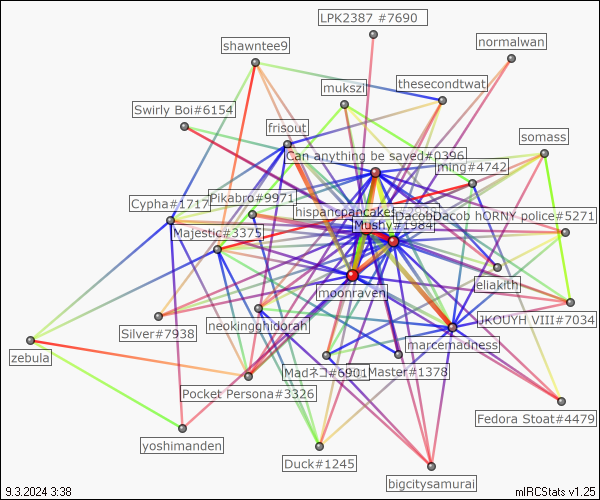 LPK2387 #7690
normalwan
shawntee9
thesecondtwat
mukszi
Swirly Boi#6154
frisout
somass
Can anything be saved#0396
ming#4742
Pikabro#9971
Cypha#1717
hispancpancakes
DacobDacob hORNY police#5271
Mushy#1984
Majestic#3375
eliakith
moonraven
JKOUYH VIII#7034
neokingghidorah
Silver#7938
marcemadness
zebula
Madネコ#6901
Master#1378
Pocket Persona#3326
Fedora Stoat#4479
yoshimanden
Duck#1245
bigcitysamurai
9.3.2024 3:38
mIRCStats v1.25